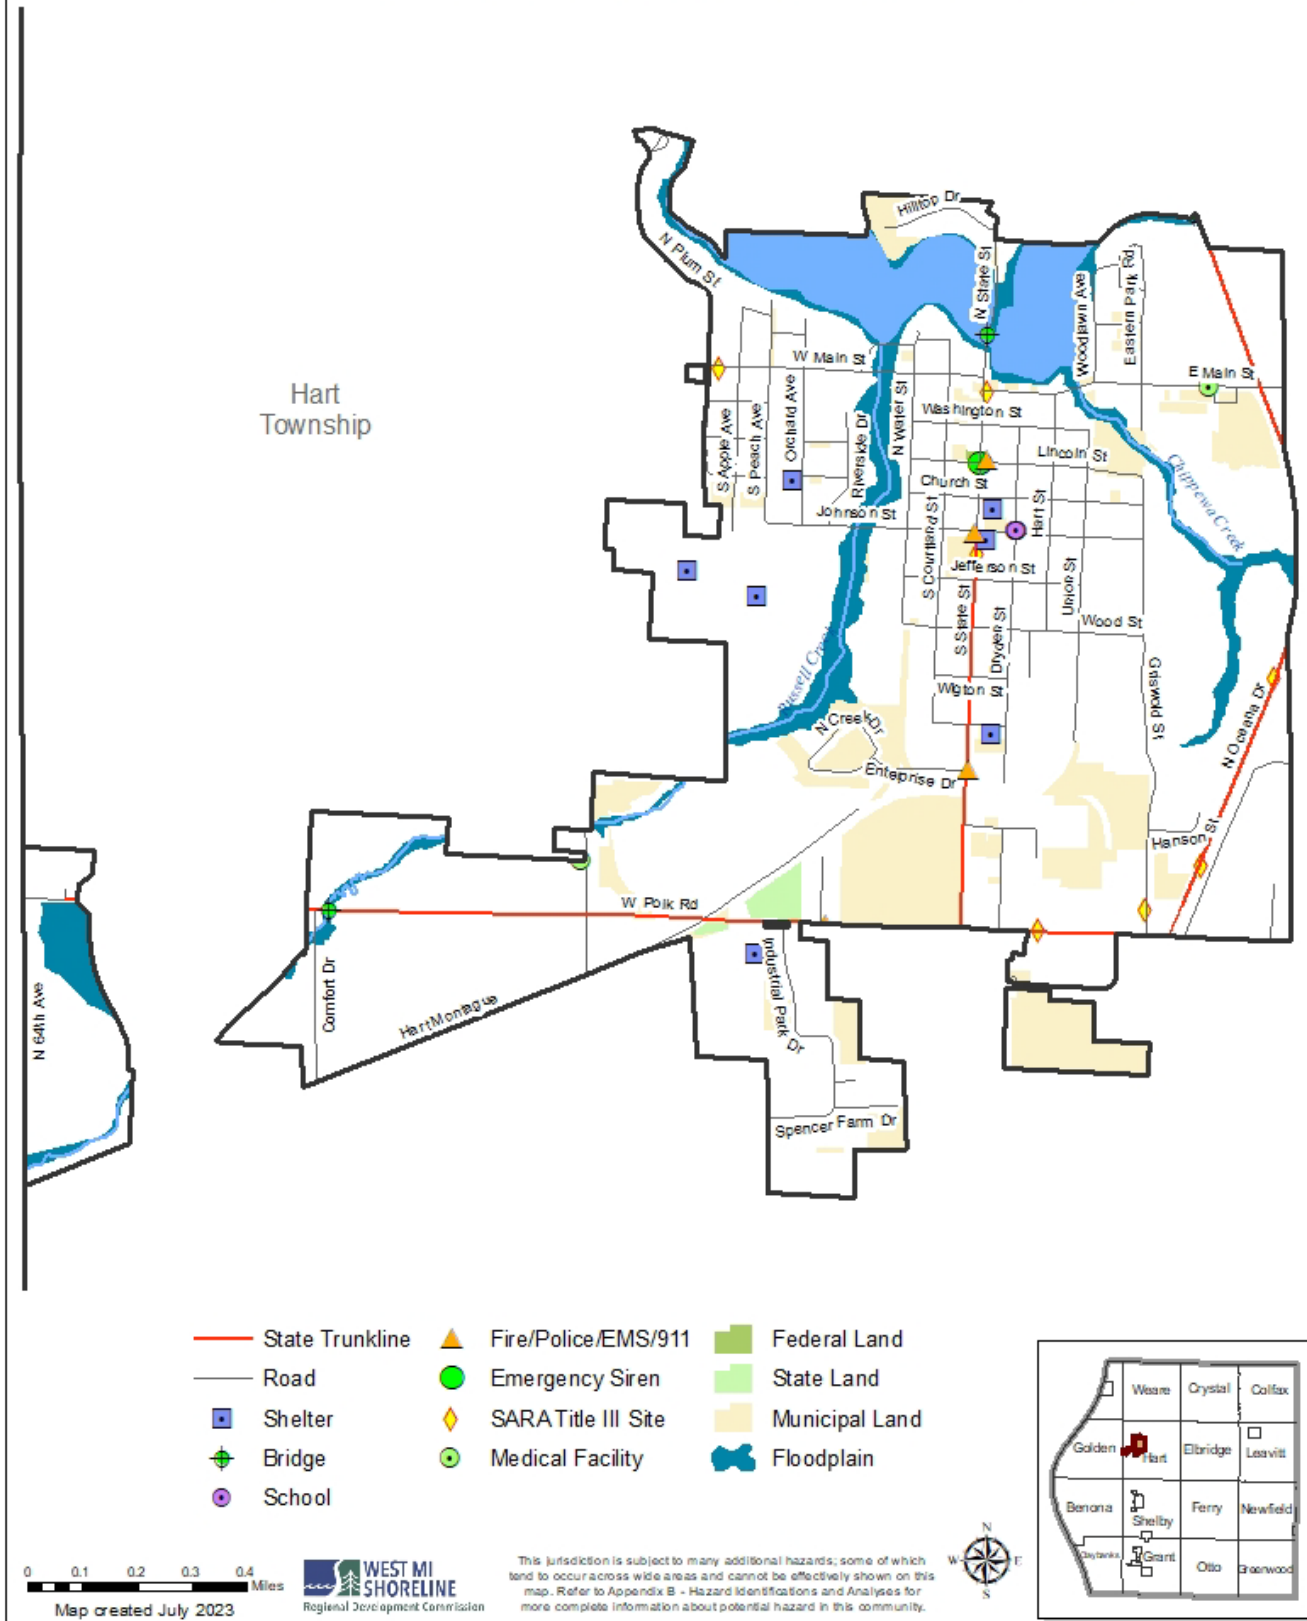 Hilltop Dr
N Plum St
N State St
Woodlawn Ave
Eastern Park Rd
W Main St
E Main St
Hart
Township
Orchard Ave
N Water St
Washington St
S Apple Ave
S Peach Ave
Riverside Dr
Lincoln St
Church St
Chippewa Creek
Johnson St
S Courtland St
Hart St
Jefferson St
Union St
S State St
Dryden St
Wood St
Russell Creek
Wigton St
Griswold St
N Oceana Dr
N Creek Dr
Enterprise Dr
Hanson St
W Polk Rd
Industrial Park Dr
Comfort Dr
Hart Montague
N 64th Ave
Spencer Farm Dr
State Trunkline
Road
Shelter
Bridge
School
Fire/Police/EMS/911
Emergency Siren
SARA Title III Site
Medical Facility
Federal Land
State Land
Municipal Land
Floodplain
Weare Crystal Colfax
Golden Hart Elbridge Leavitt
Benona Shelby Ferry Newfield
Claybanks Grant Otto Greenwood
0 0.1 0.2 0.3 0.4
Miles
Map created July 2023
WEST MI
SHORELINE
Regional Development Commission
This jurisdiction is subject to many additional hazards; some of which
tend to occur across wide areas and cannot be effectively shown on this
map. Refer to Appendix B - Hazard Identifications and Analyses for
more complete information about potential hazard in this community.
N
W E
S